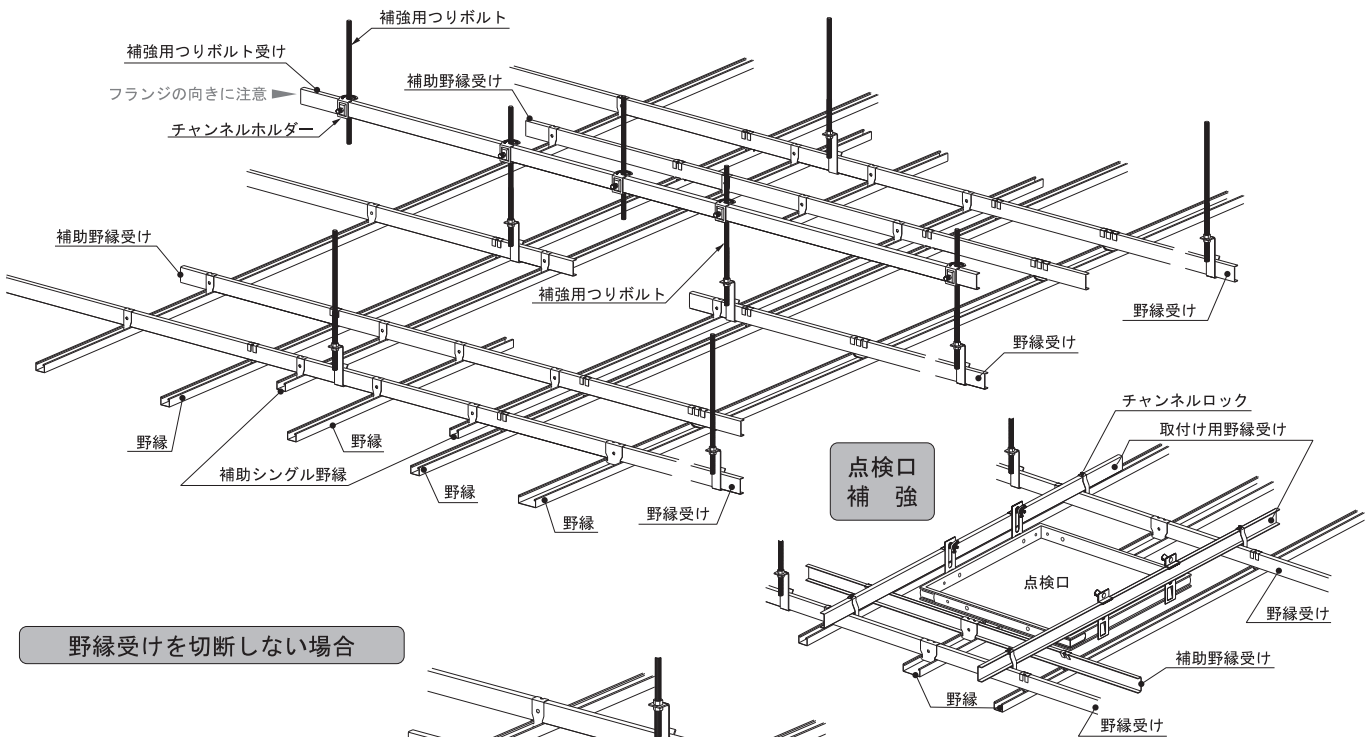 補強用つりボルト
補強用つりボルト受け
フランジの向きに注意
チャンネルホルダー
補助野縁受け
補助野縁受け
補強用つりボルト
野縁受け
野縁受け
野縁
補助シングル野縁
野縁
野縁
野縁
野縁受け
点検口
補 強
チャンネルロック
取付け用野縁受け
点検口
野縁受け
補助野縁受け
野縁
野縁受け
野縁受けを切断しない場合